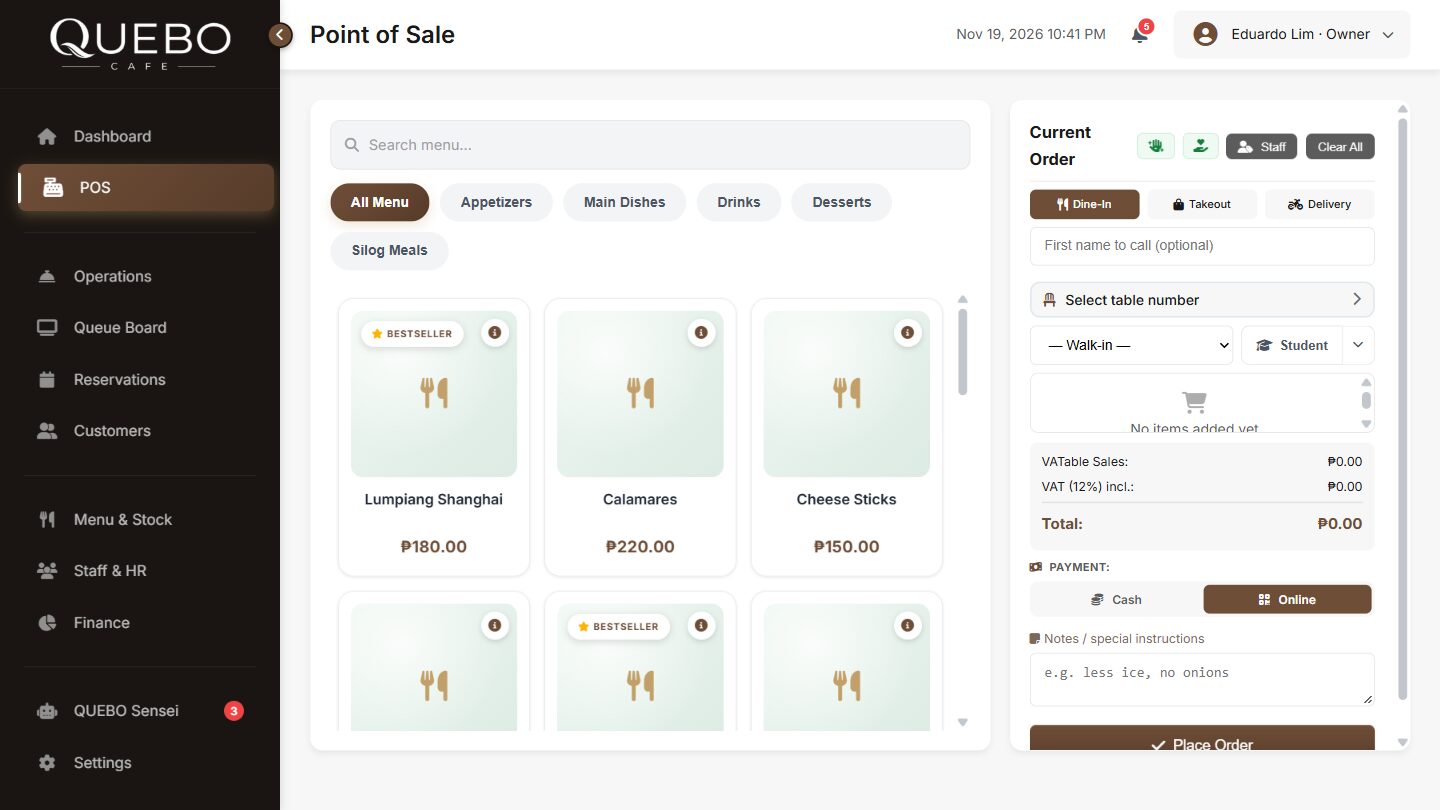 QUEBO
CAFE
Dashboard
POS
Operations
Queue Board
Reservations
Customers
Menu & Stock
Staff & HR
Finance
QUEBO Sensei
3
Settings
Point of Sale
Nov 19, 2026 10:41 PM
5
Eduardo Lim · Owner
Search menu...
All Menu
Appetizers
Main Dishes
Drinks
Desserts
Silog Meals
BESTSELLER
Lumpiang Shanghai
₱180.00
Calamares
₱220.00
Cheese Sticks
₱150.00
BESTSELLER
Current
Order
Staff
Clear All
Dine-In
Takeout
Delivery
First name to call (optional)
Select table number
— Walk-in —
Student
No items added yet
VATable Sales:
₱0.00
VAT (12%) incl.:
₱0.00
Total:
₱0.00
PAYMENT:
Cash
Online
Notes / special instructions
e.g. less ice, no onions
Place Order